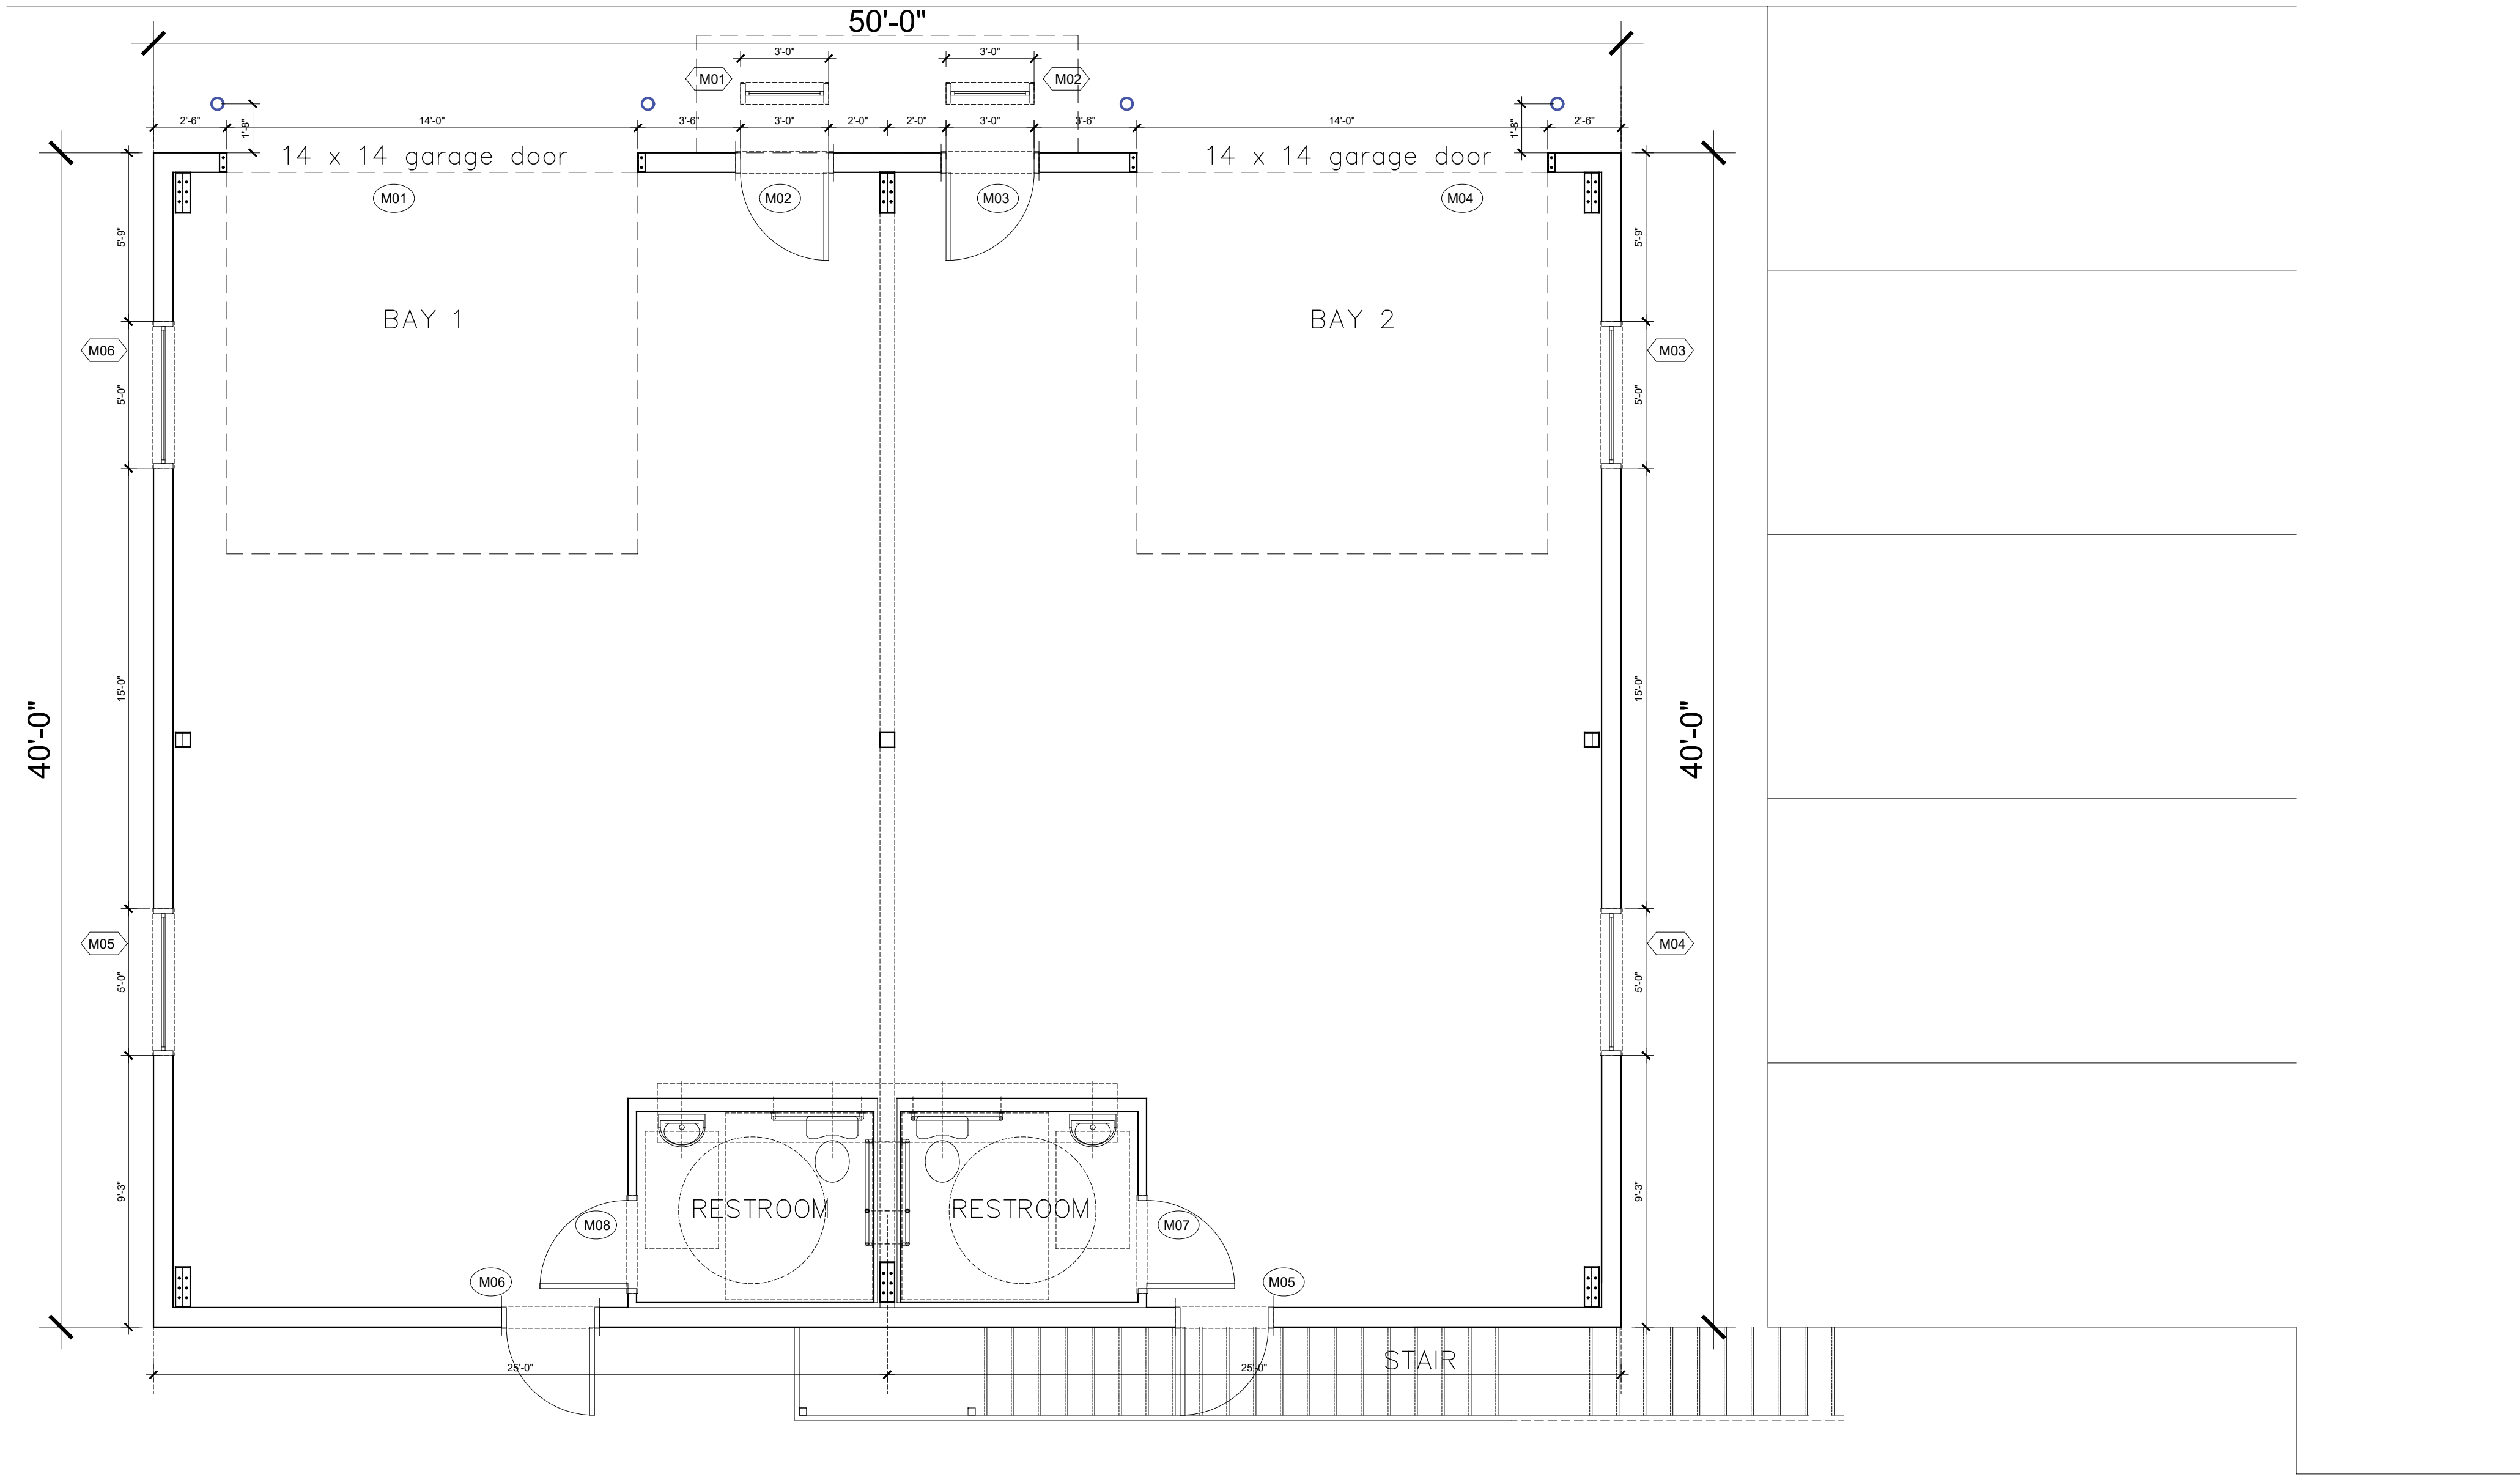 50'-0"
3'-0" 3'-0"
M01 M02
2'-6" 1'-8" 14'-0" 3'-6" 3'-0" 2'-0" 2'-0" 3'-0" 3'-6" 14'-0" 1'-8" 2'-6"
14 x 14 garage door 14 x 14 garage door
M01 M02 M03 M04
5'-9" 5'-9"
BAY 1 BAY 2
M06 M03
5'-0" 5'-0"
15'-0" 15'-0"
40'-0" 40'-0"
M05 M04
5'-0" 5'-0"
9'-3" 9'-3"
RESTROOM RESTROOM
M08 M07
M06 M05
STAIR
25'-0" 25'-0"